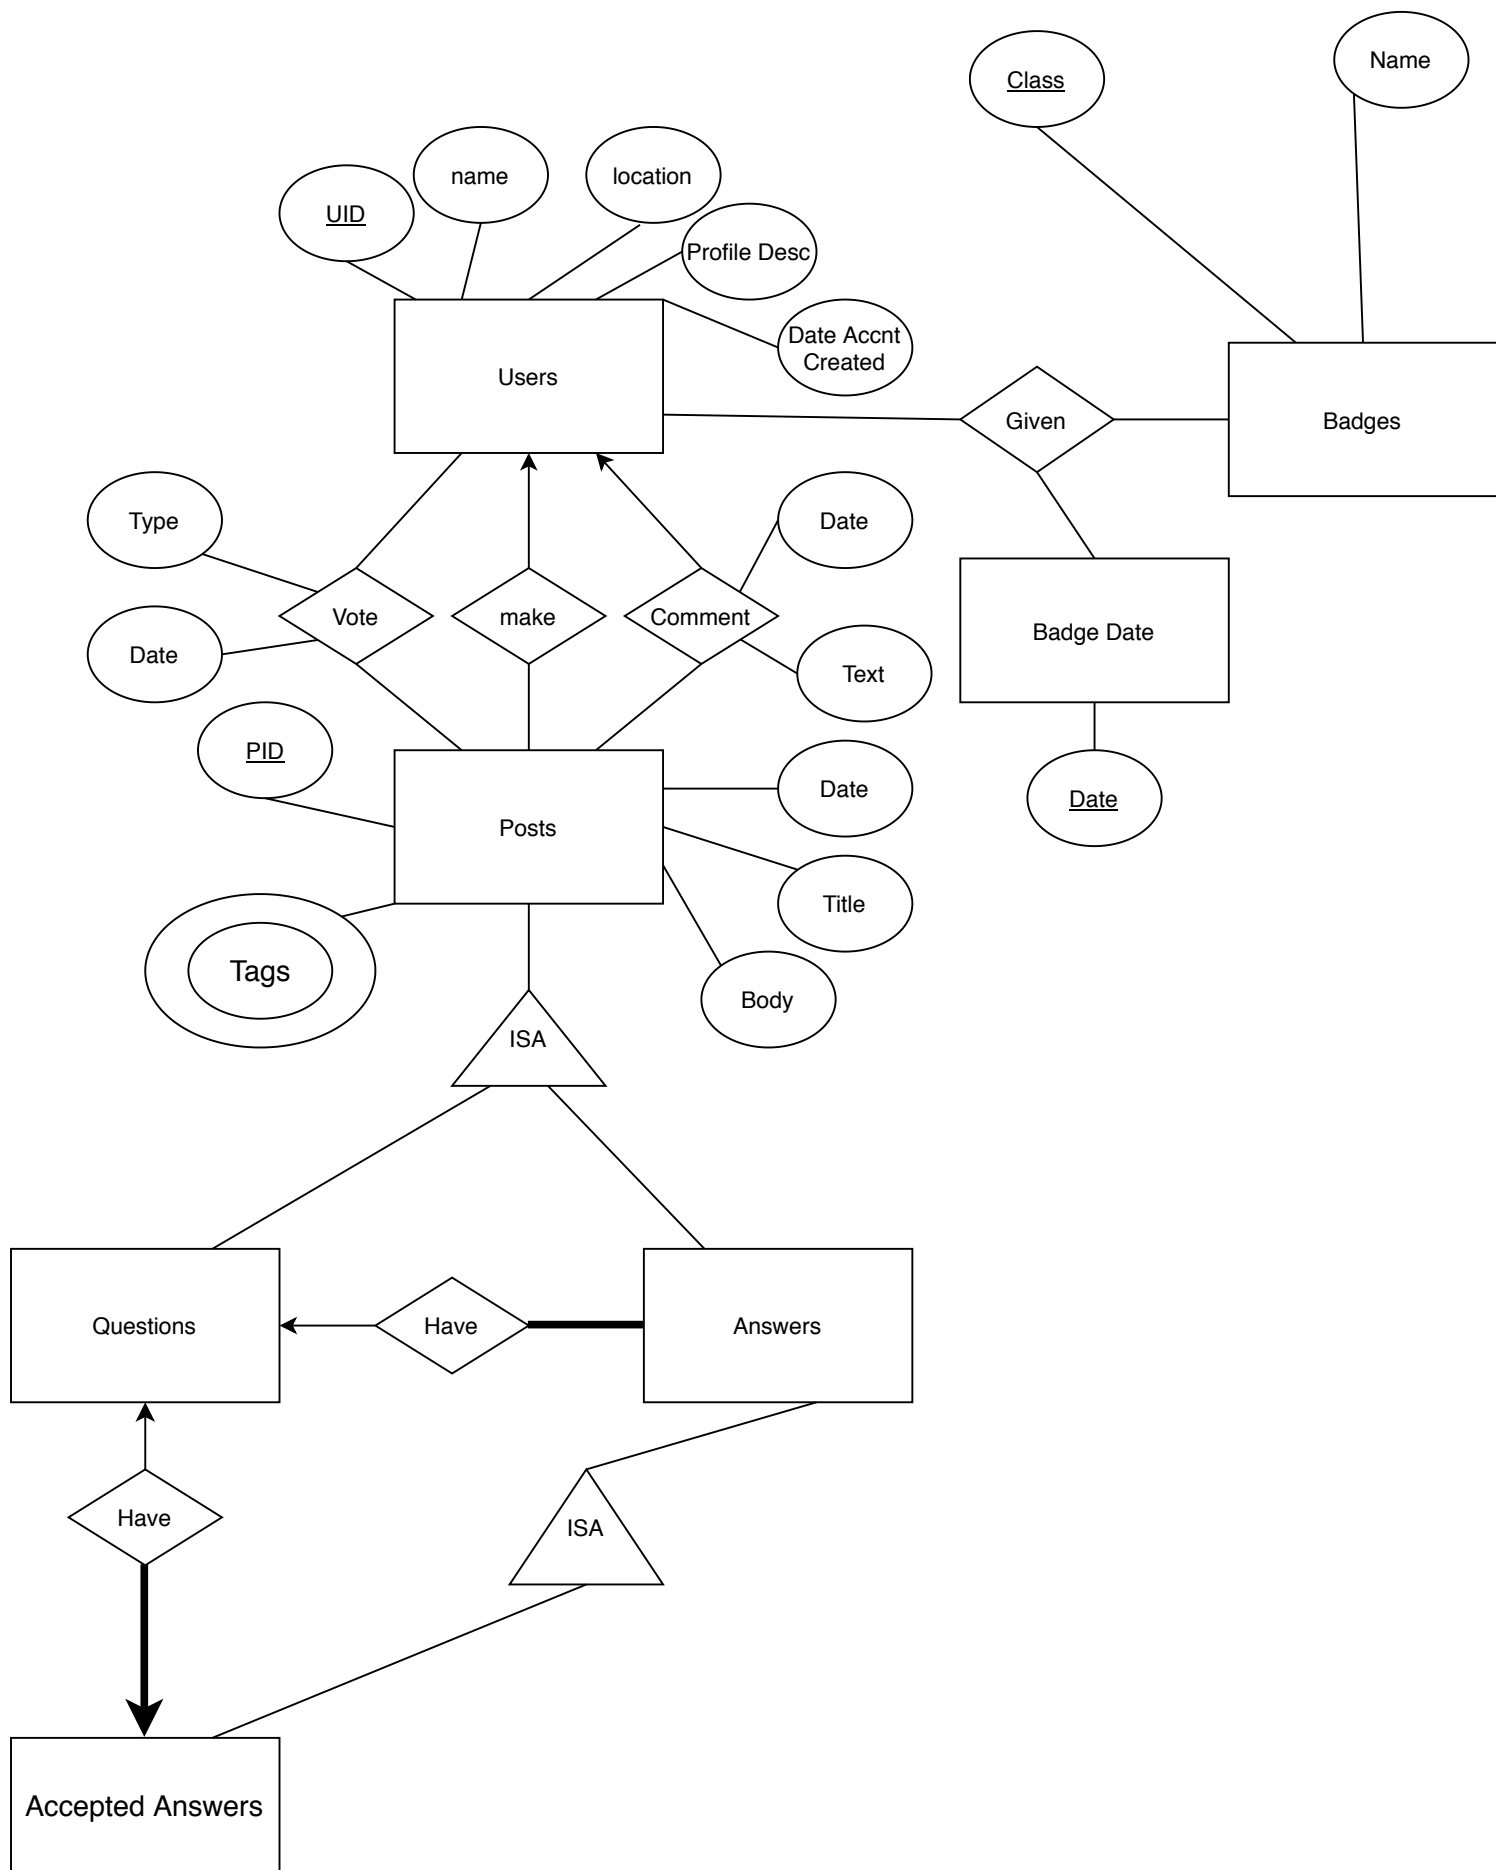 Name
Class
name
location
UID
Profile Desc
Date Accnt
Created
Users
Given
Badges
Type
Date
Vote
make
Comment
Badge Date
Date
Text
PID
Date
Date
Posts
Title
Tags
Body
ISA
Questions
Have
Answers
Have
ISA
Accepted Answers